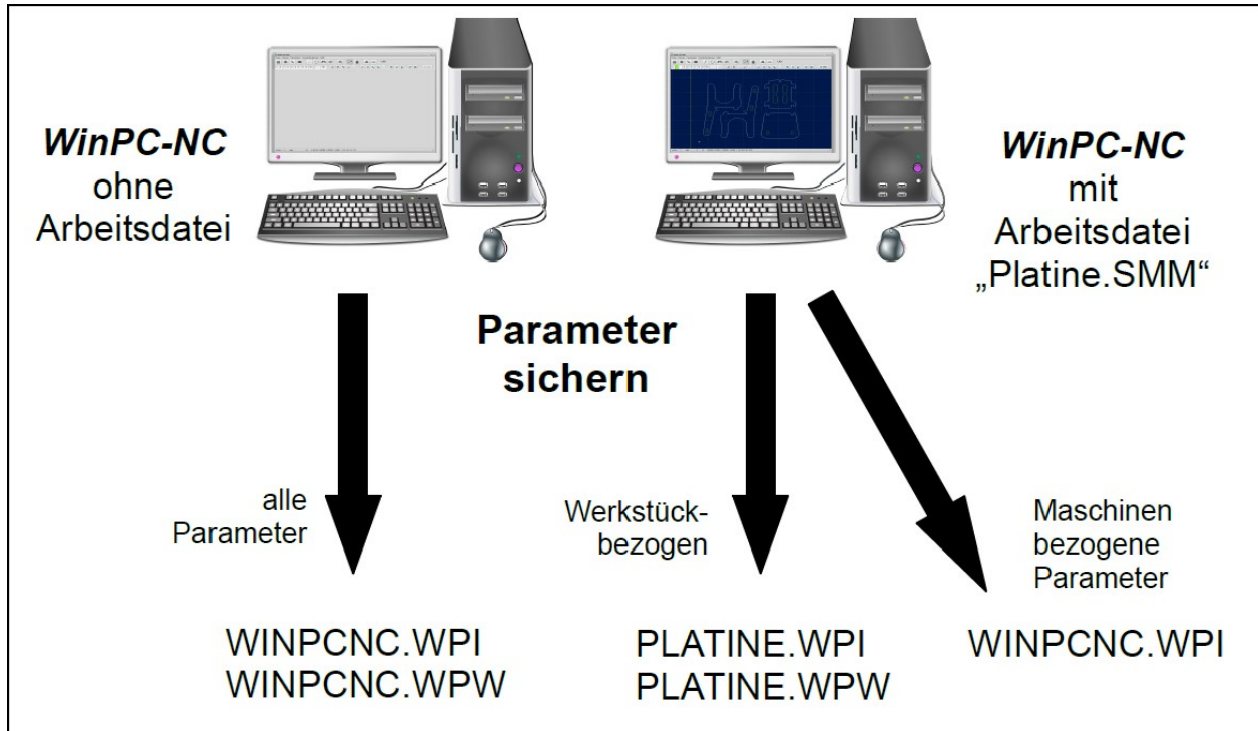 WinPC-NC
ohne
Arbeitsdatei
WinPC-NC
mit
Arbeitsdatei
„Platine.SMM“
Parameter
sichern
alle
Parameter
Werkstück-
bezogen
Maschinen
bezogene
Parameter
WINPCNC.WPI
WINPCNC.WPW
PLATINE.WPI
PLATINE.WPW
WINPCNC.WPI